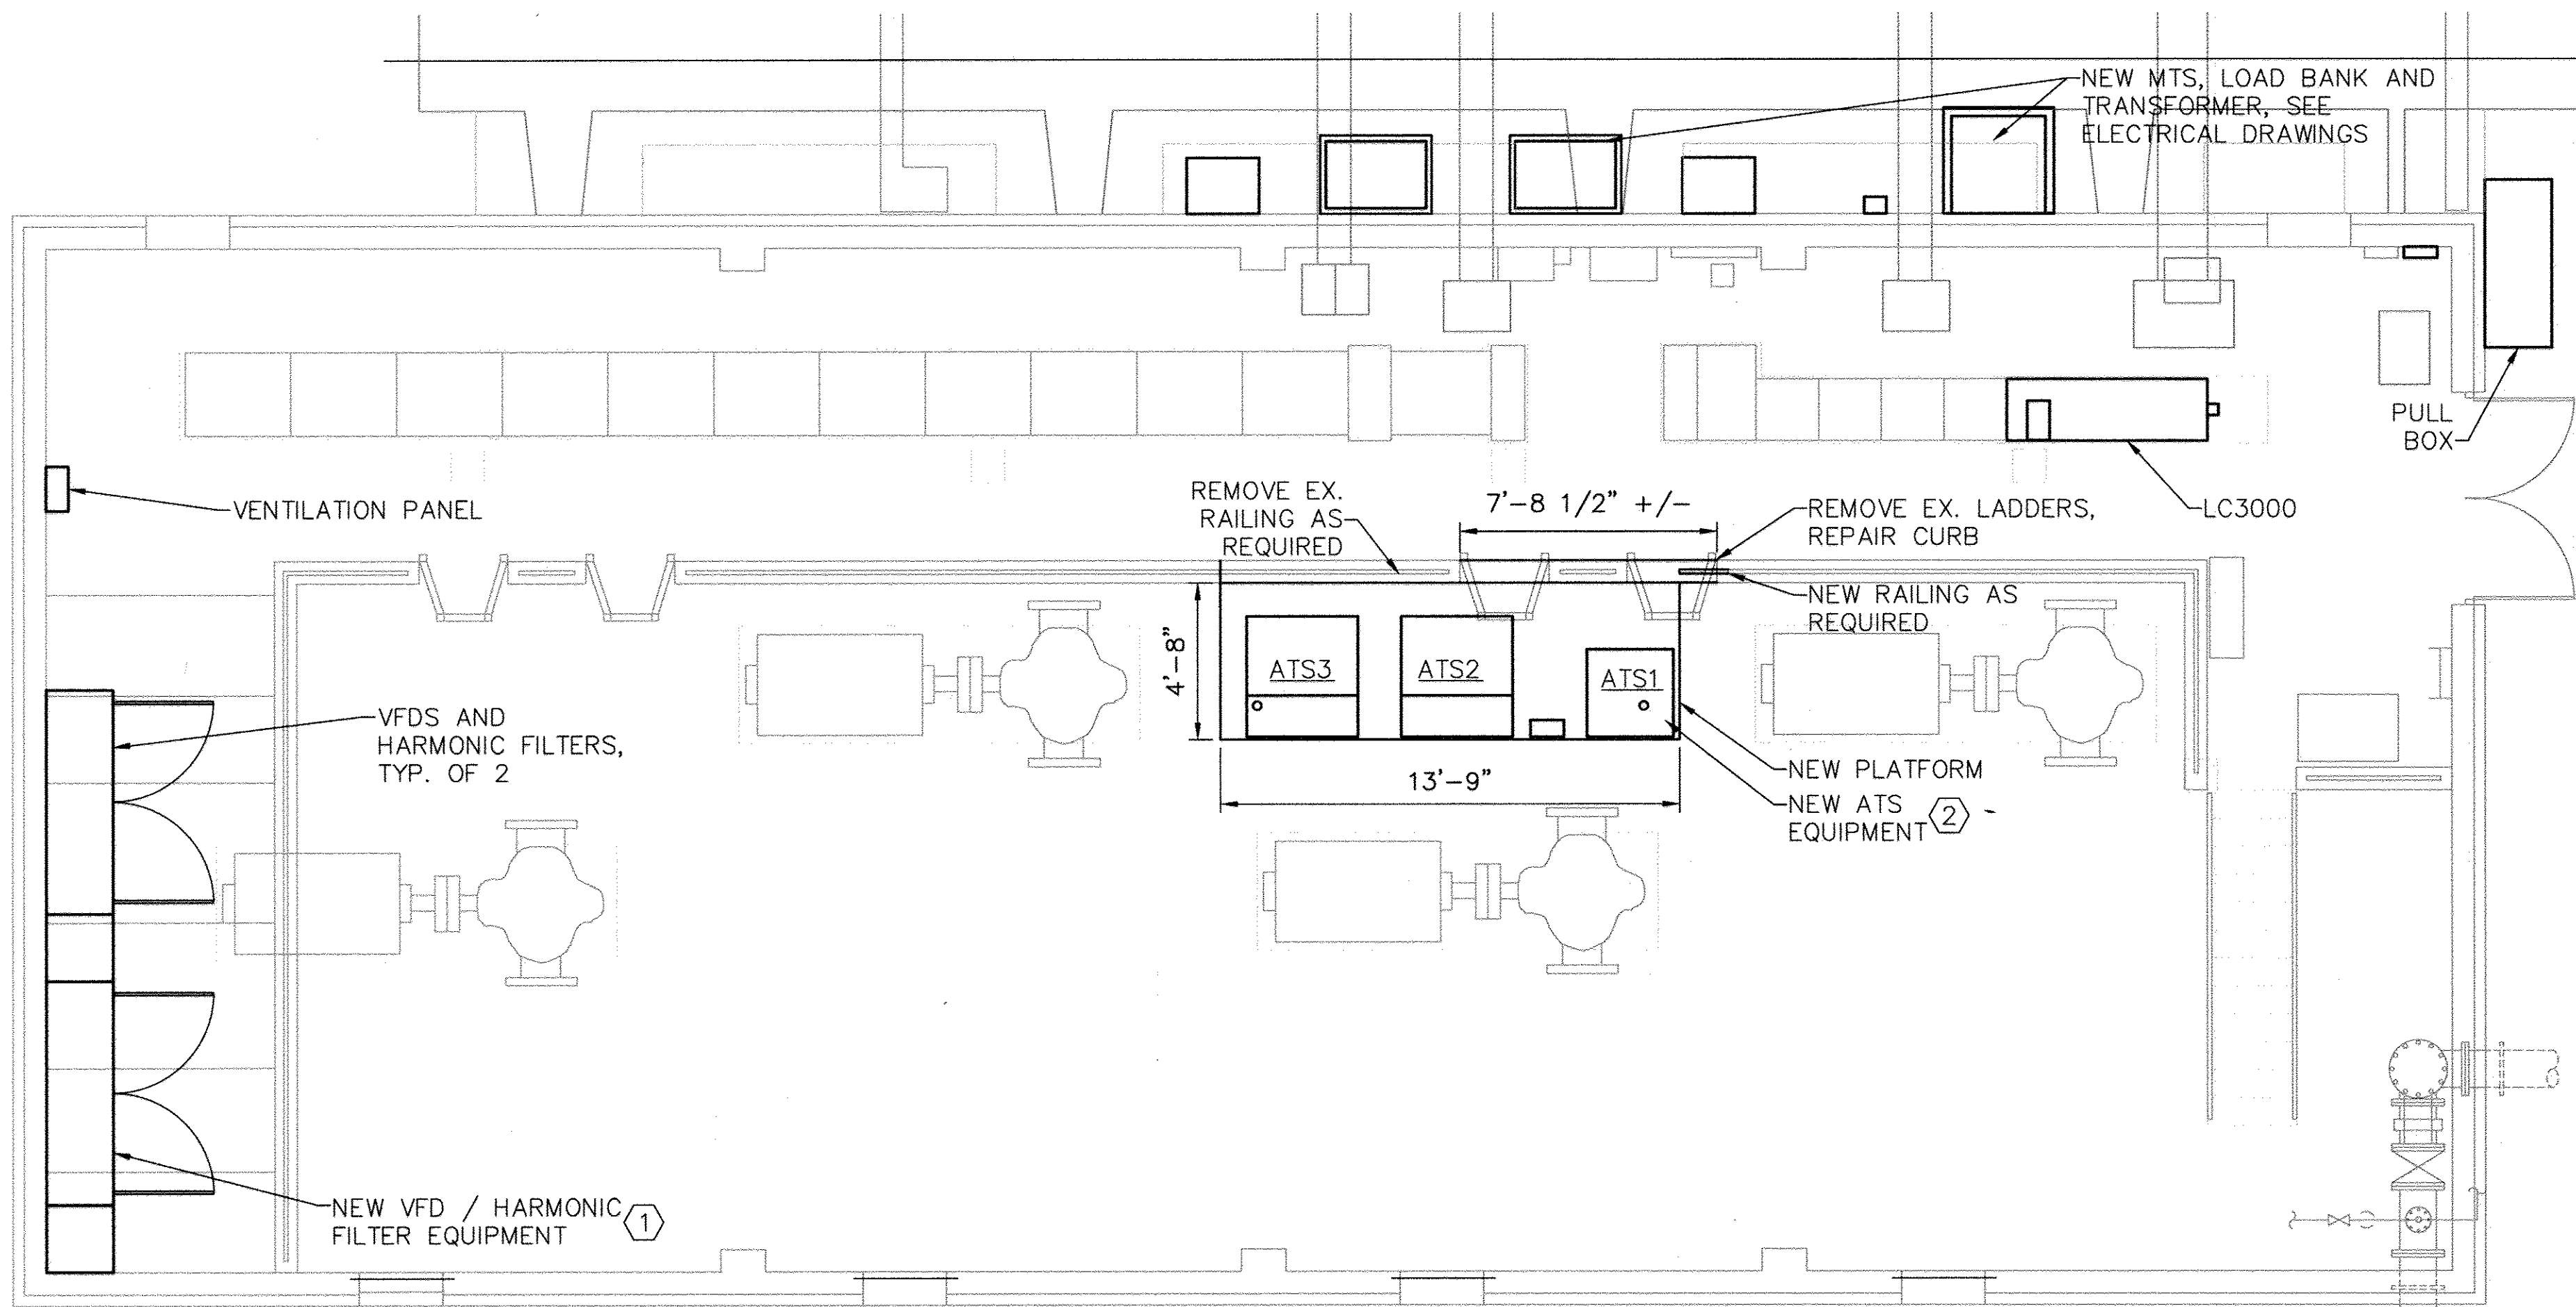 NEW MTS, LOAD BANK AND
TRANSFORMER, SEE
ELECTRICAL DRAWINGS
PULL
BOX
VENTILATION PANEL
REMOVE EX.
RAILING AS
REQUIRED
7'-8 1/2" +/-
REMOVE EX. LADDERS,
REPAIR CURB
LC3000
NEW RAILING AS
REQUIRED
4'-8"
ATS3
ATS2
ATS1
VFDS AND
HARMONIC FILTERS,
TYP. OF 2
13'-9"
NEW PLATFORM
NEW ATS
EQUIPMENT 2
NEW VFD / HARMONIC
FILTER EQUIPMENT 1